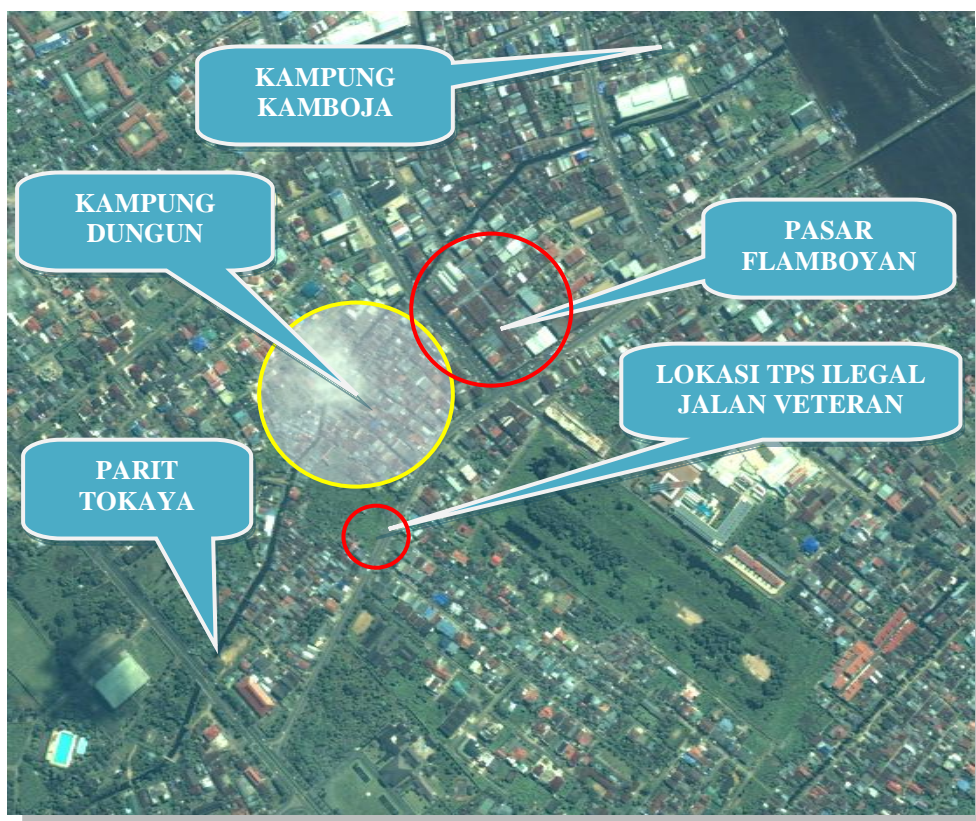 KAMPUNG
KAMBOJA
KAMPUNG
DUNGUN
PASAR
FLAMBOYAN
LOKASI TPS ILEGAL
JALAN VETERAN
PARIT
TOKAYA